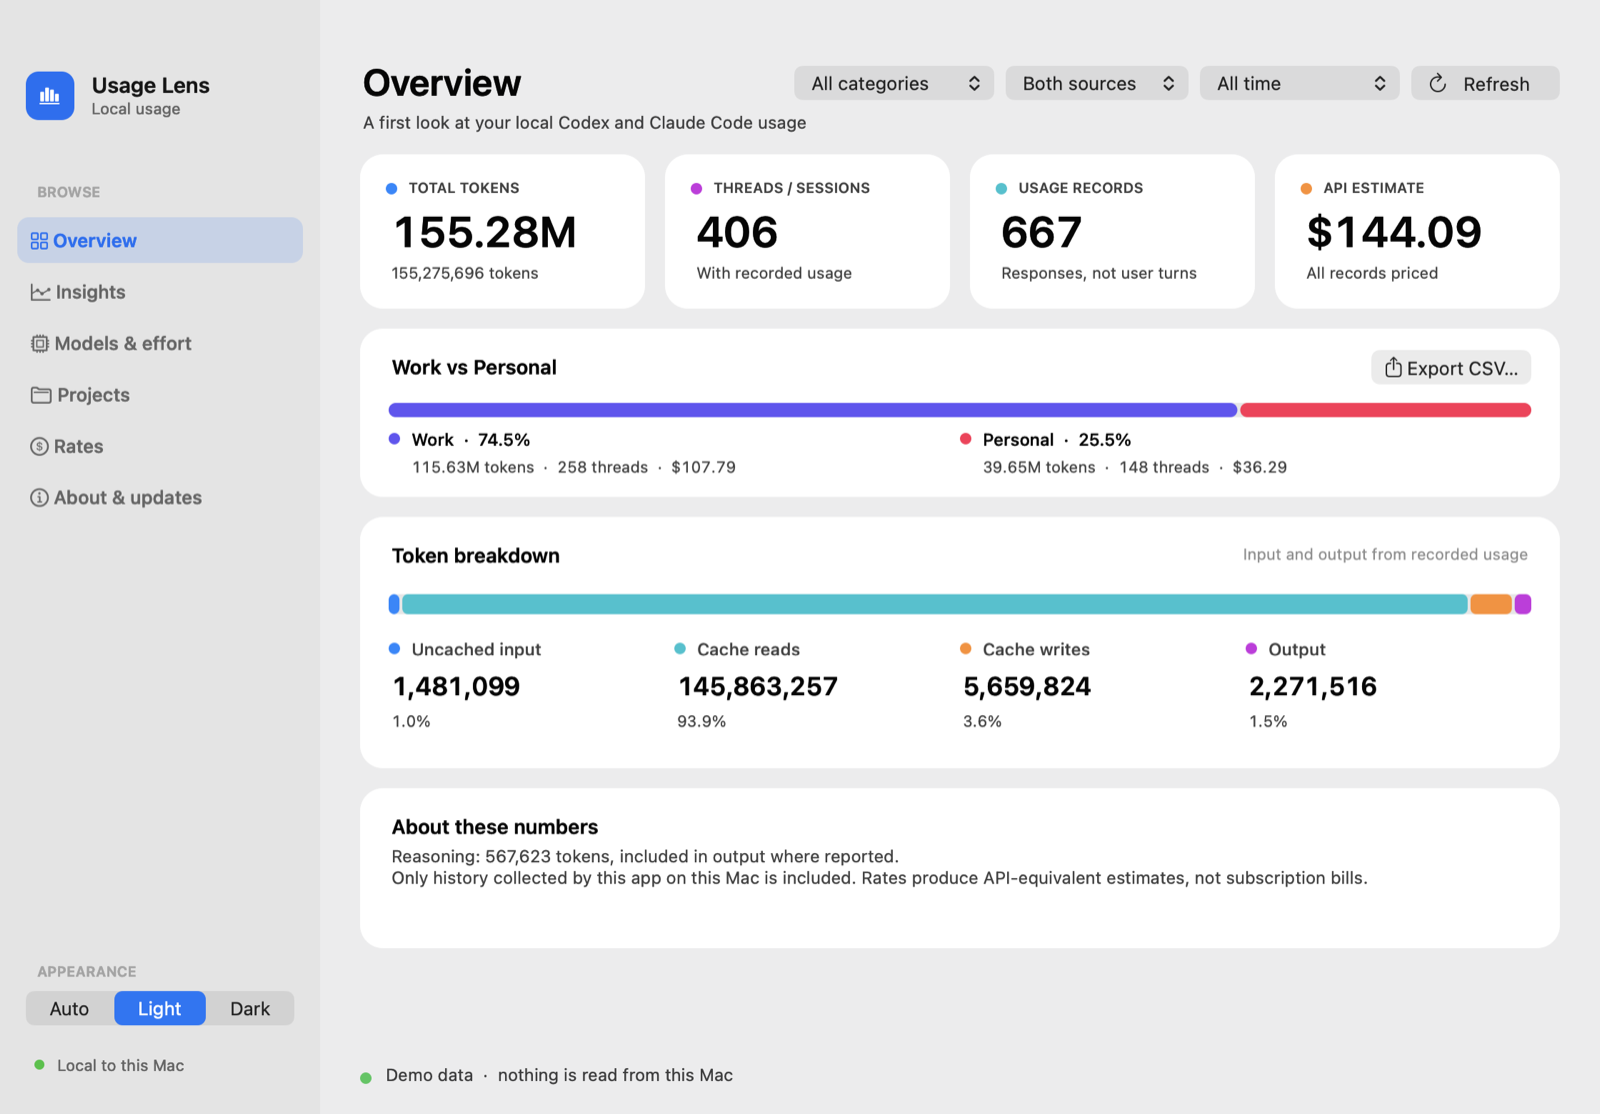 Usage Lens
Local usage
BROWSE
Overview
Insights
Models & effort
Projects
Rates
About & updates
APPEARANCE
Auto
Light
Dark
Local to this Mac
Overview
All categories
Both sources
All time
Refresh
A first look at your local Codex and Claude Code usage
TOTAL TOKENS
155.28M
155,275,696 tokens
THREADS / SESSIONS
406
With recorded usage
USAGE RECORDS
667
Responses, not user turns
API ESTIMATE
$144.09
All records priced
Work vs Personal
Export CSV...
Work · 74.5%
115.63M tokens · 258 threads · $107.79
Personal · 25.5%
39.65M tokens · 148 threads · $36.29
Token breakdown
Input and output from recorded usage
Uncached input
1,481,099
1.0%
Cache reads
145,863,257
93.9%
Cache writes
5,659,824
3.6%
Output
2,271,516
1.5%
About these numbers
Reasoning: 567,623 tokens, included in output where reported.
Only history collected by this app on this Mac is included. Rates produce API-equivalent estimates, not subscription bills.
Demo data · nothing is read from this Mac